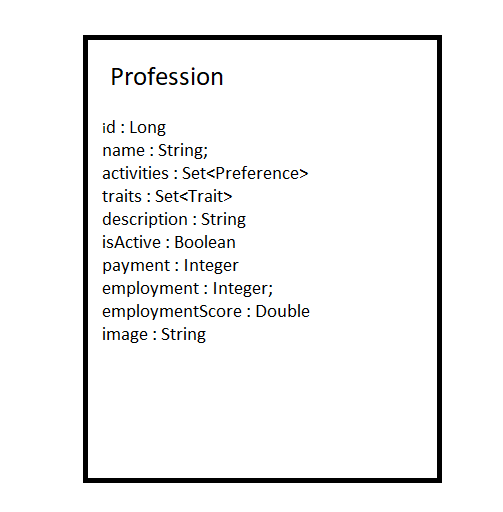 Profession
id : Long
name : String;
activities : Set<Preference>
traits : Set<Trait>
description : String
isActive : Boolean
payment : Integer
employment : Integer;
employmentScore : Double
image : String